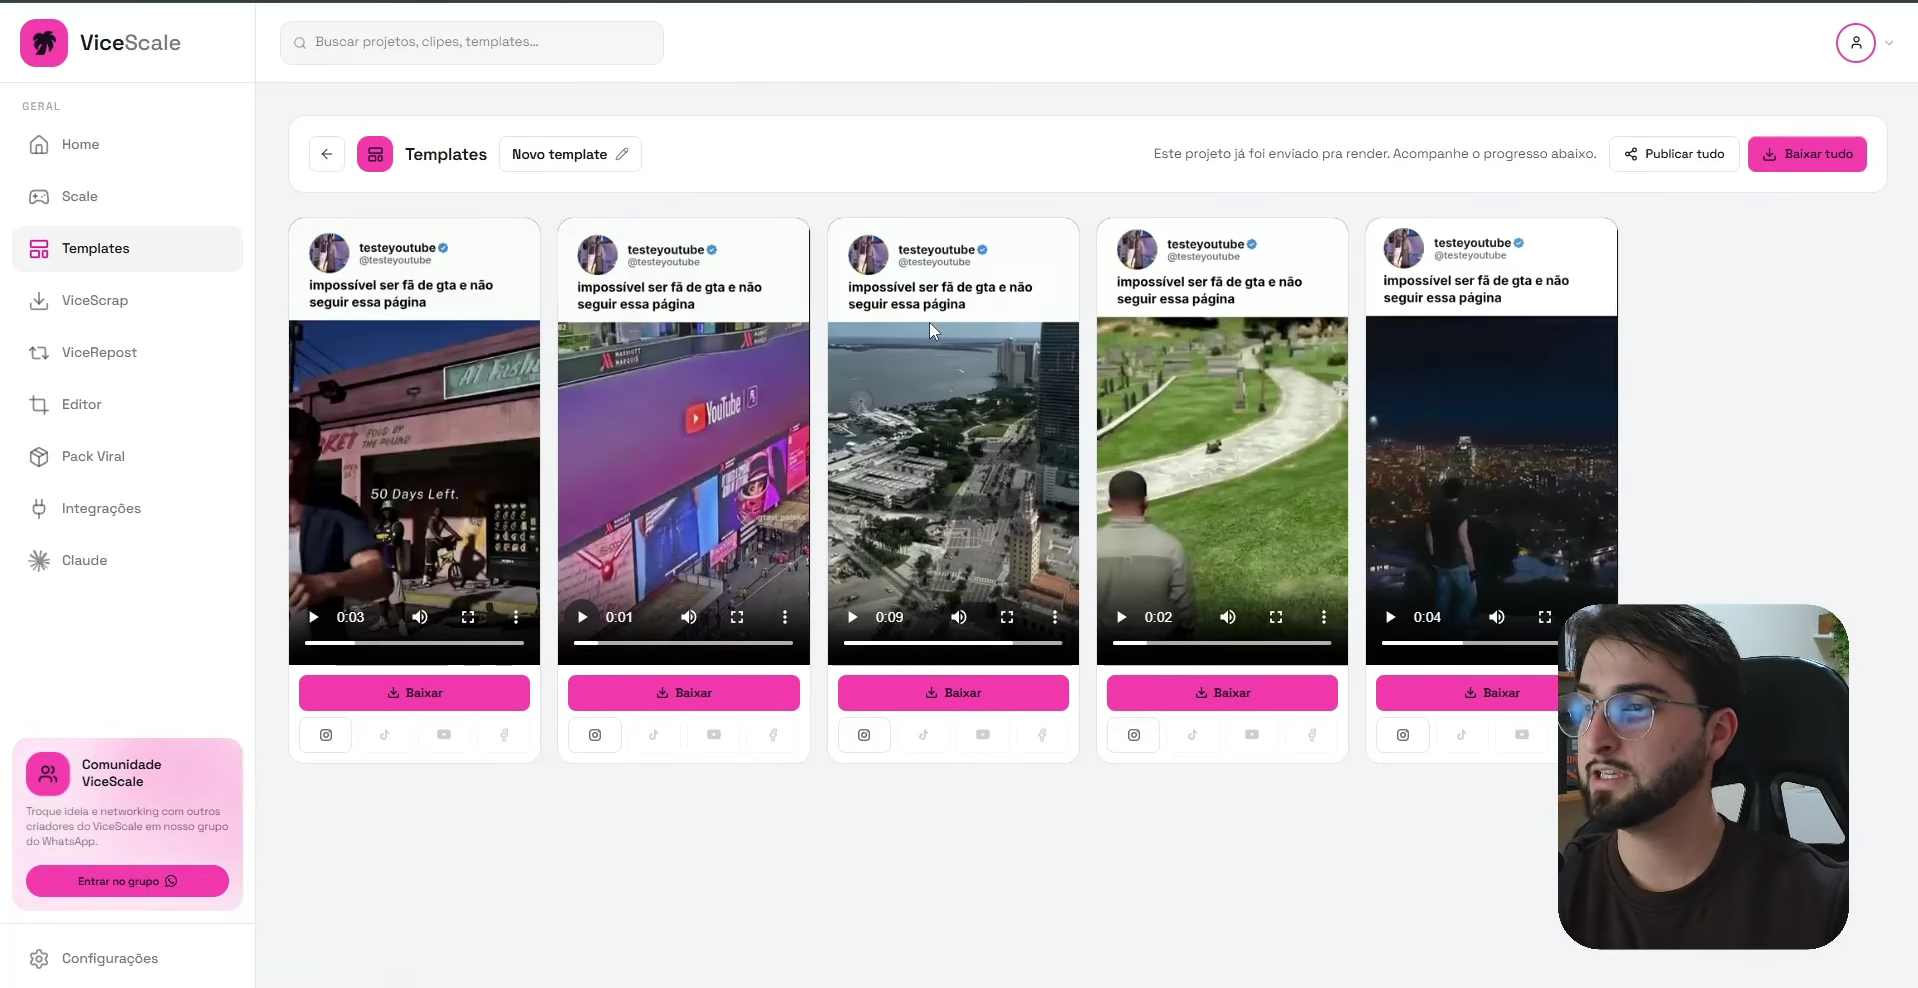 ViceScale
Buscar projetos, clipes, templates...
GERAL
Home
Scale
Templates
ViceScrap
ViceRepost
Editor
Pack Viral
Integrações
Claude
Comunidade
ViceScale
Troque ideia e networking com outros
criadores do ViceScale em nosso grupo
do WhatsApp.
Entrar no grupo
Configurações
Templates
Novo template
Este projeto já foi enviado pra render. Acompanhe o progresso abaixo.
Publicar tudo
Baixar tudo
testeyoutube
@testeyoutube
impossível ser fã de gta e não
seguir essa página
FOOD BY
THE POUND
50 Days Left.
0:03
Baixar
testeyoutube
@testeyoutube
impossível ser fã de gta e não
seguir essa página
MARRIOTT
MARQUIS
YouTube
0:01
Baixar
testeyoutube
@testeyoutube
impossível ser fã de gta e não
seguir essa página
0:09
Baixar
testeyoutube
@testeyoutube
impossível ser fã de gta e não
seguir essa página
0:02
Baixar
testeyoutube
@testeyoutube
impossível ser fã de gta e não
seguir essa página
0:04
Baixar